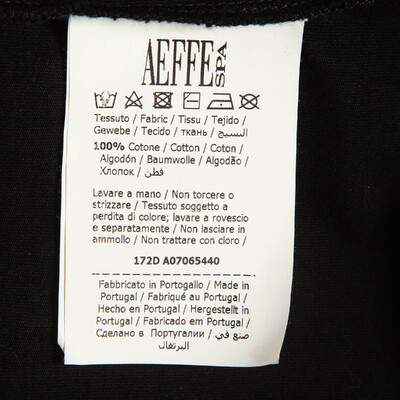 AEFFE SPA
Tessuto / Fabric / Tissu / Tejido /
Gewebe / Tecido / ткань / النسيج
100% Cotone / Cotton / Coton /
Algodón / Baumwolle / Algodão /
Хлопок / قطن
Lavare a mano / Non torcere o
strizzare / Tessuto soggetto a
perdita di colore; lavare a rovescio
e separatamente / Non lasciare in
ammollo / Non trattare con cloro /
172D A07065440
Fabbricato in Portogallo / Made in
Portugal / Fabriqué au Portugal /
Hecho en Portugal / Hergestellt in
Portugal / Fabricado em Portugal /
Сделано в Португалии / صنع في
البرتغال